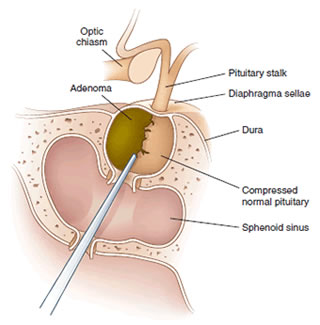 Optic
chiasm
Adenoma
Pituitary stalk
Diaphragma sellae
Dura
Compressed
normal pituitary
Sphenoid sinus